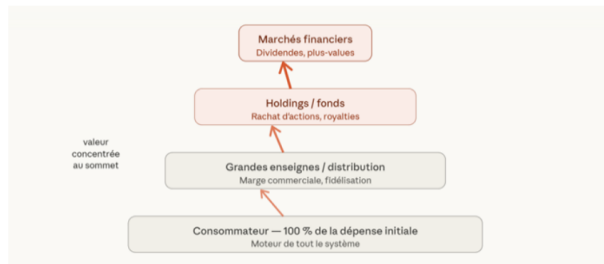 Marchés financiers
Dividendes, plus-values
Holdings / fonds
Rachat d'actions, royalties
valeur
concentrée
au sommet
Grandes enseignes / distribution
Marge commerciale, fidélisation
Consommateur — 100 % de la dépense initiale
Moteur de tout le système